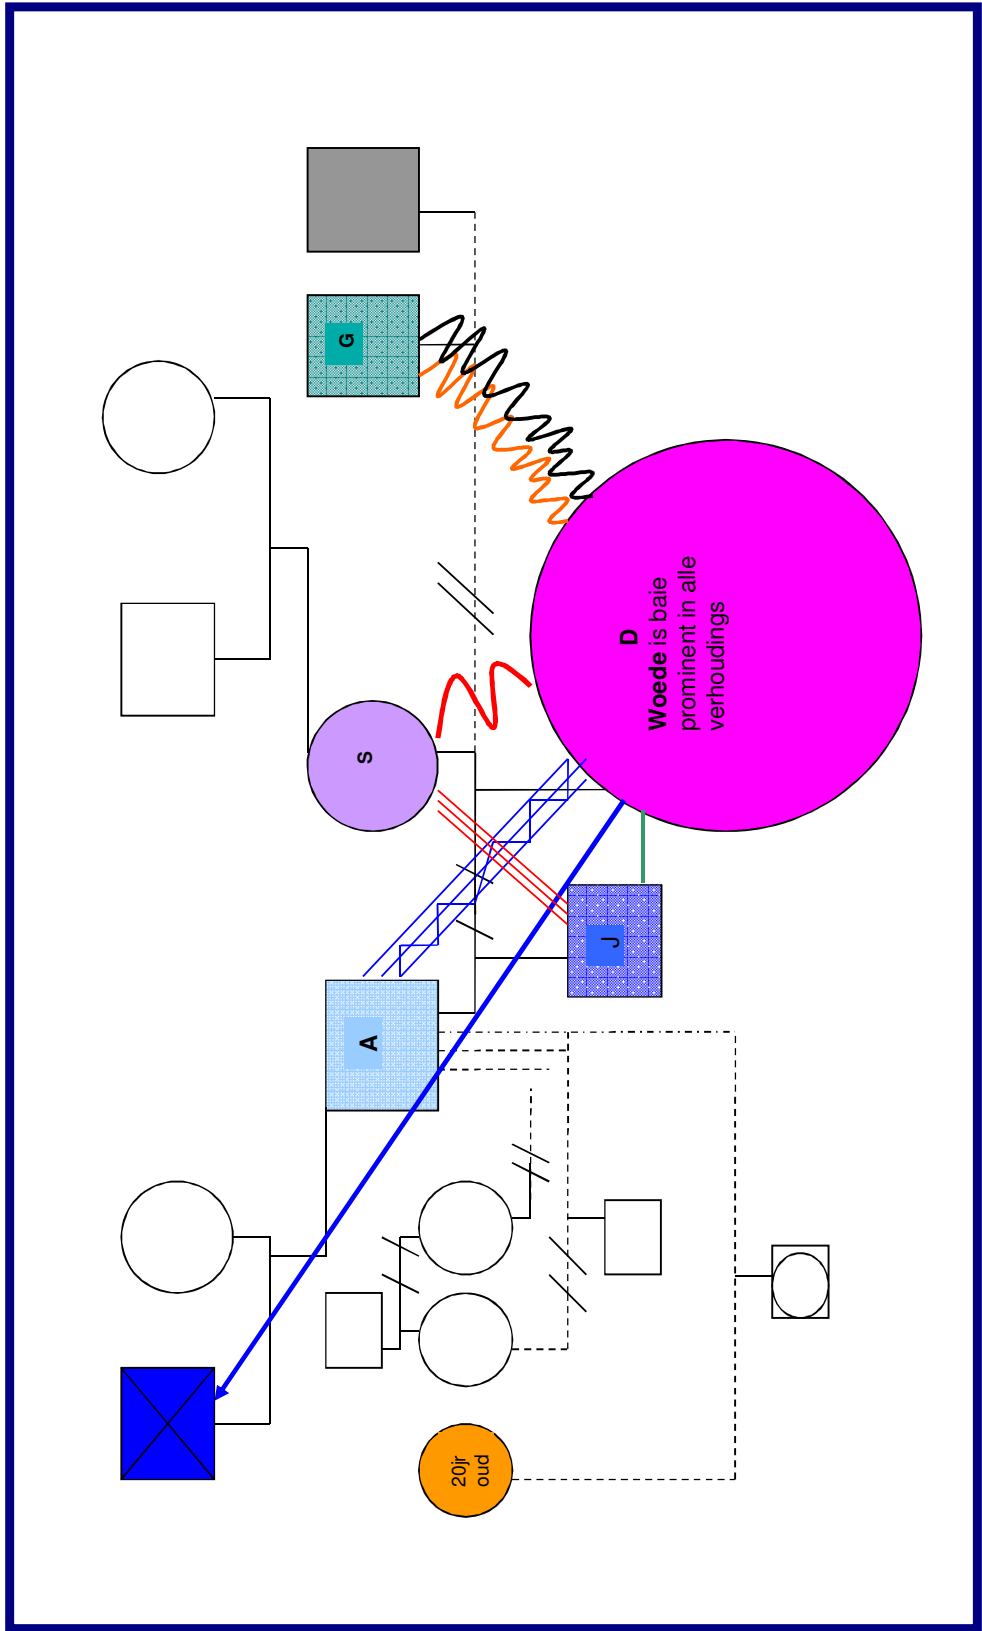 G
S
D
Woede is baie
prominent in alle
verhoudings
J
A
20jr
oud